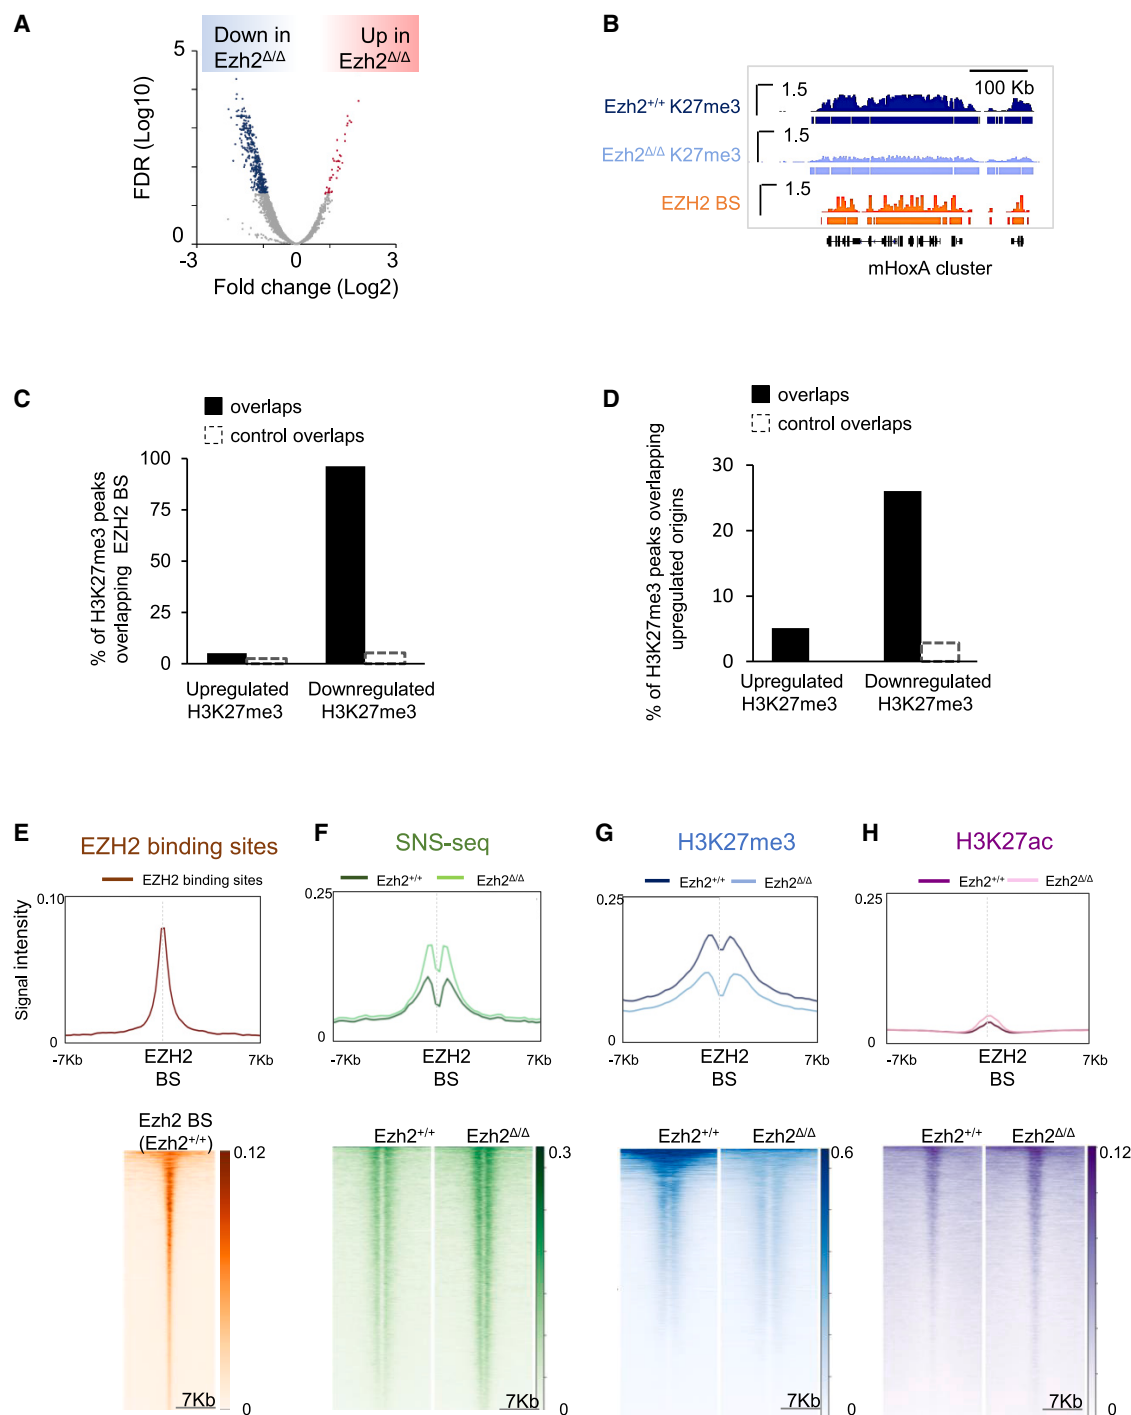 A
Down in
Ezh2Δ/Δ
Up in
Ezh2Δ/Δ
5
0
FDR (Log10)
-3
0
3
Fold change (Log2)
B
100 Kb
Ezh2+/+ K27me3
1.5
Ezh2Δ/Δ K27me3
1.5
EZH2 BS
1.5
mHoxA cluster
C
overlaps
control overlaps
% of H3K27me3 peaks
overlapping EZH2 BS
100
75
50
25
0
Upregulated
H3K27me3
Downregulated
H3K27me3
D
overlaps
control overlaps
% of H3K27me3 peaks overlapping
upregulated origins
30
20
10
0
Upregulated
H3K27me3
Downregulated
H3K27me3
E
EZH2 binding sites
EZH2 binding sites
Signal intensity
0.10
0
-7Kb
EZH2
BS
7Kb
Ezh2 BS
(Ezh2+/+)
0.12
0
7Kb
F
SNS-seq
Ezh2+/+
Ezh2Δ/Δ
0.25
0
-7Kb
EZH2
BS
7Kb
Ezh2+/+
Ezh2Δ/Δ
0.3
0
7Kb
G
H3K27me3
Ezh2+/+
Ezh2Δ/Δ
0.25
0
-7Kb
EZH2
BS
7Kb
Ezh2+/+
Ezh2Δ/Δ
0.6
0
7Kb
H
H3K27ac
Ezh2+/+
Ezh2Δ/Δ
0.25
0
-7Kb
EZH2
BS
7Kb
Ezh2+/+
Ezh2Δ/Δ
0.12
0
7Kb